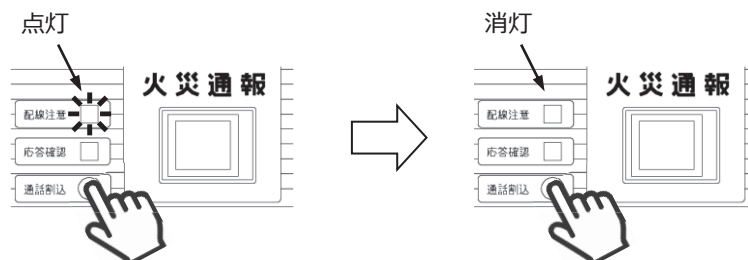 点灯
火災通報
配線注意
応答確認
通話割込
消灯
火災通報
配線注意
応答確認
通話割込